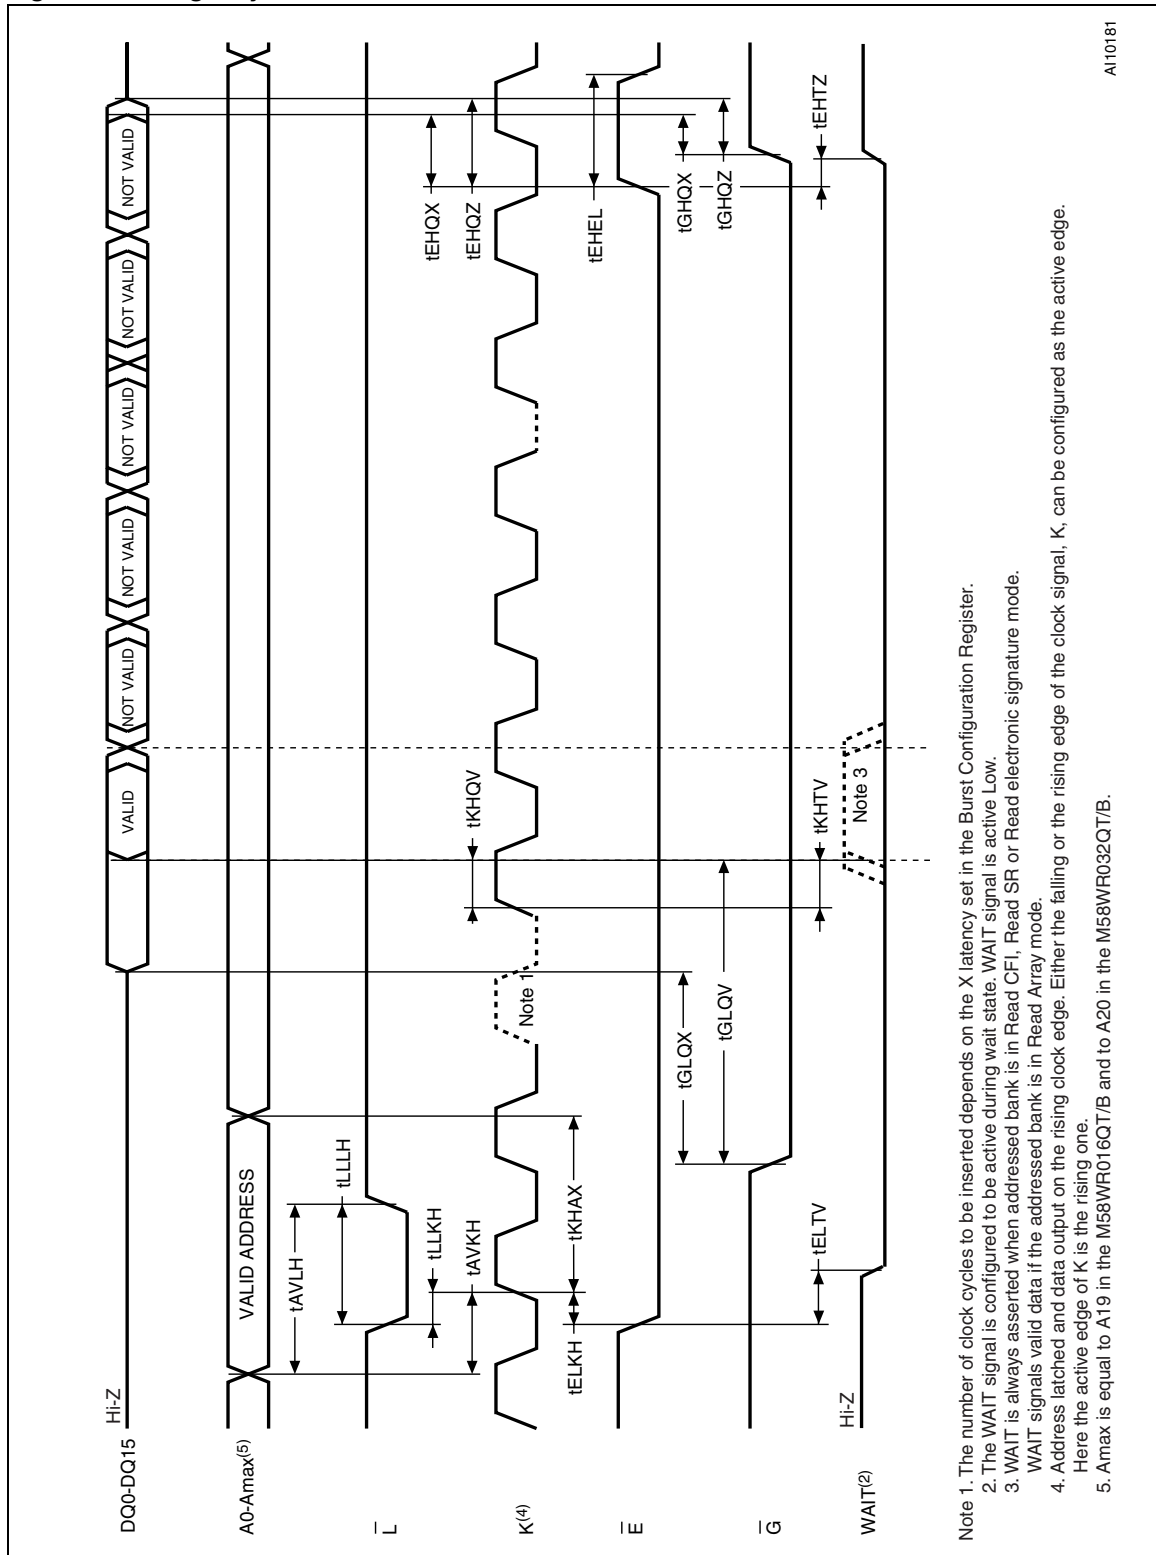 DQ0-DQ15
Hi-Z
VALID
NOT VALID
NOT VALID
NOT VALID
NOT VALID
NOT VALID
A0-Amax(5)
VALID ADDRESS
tAVLH
L
tLLLH
tLLKH
tAVKH
K(4)
Note 1
tKHQV
tEHQX
tEHQZ
tELKH
tKHAX
E
tEHEL
tGLQX
tGLQV
G
tGHQX
tGHQZ
tELTV
tKHTV
tEHTZ
WAIT(2)
Hi-Z
Note 3
Note 1. The number of clock cycles to be inserted depends on the X latency set in the Burst Configuration Register.
2. The WAIT signal is configured to be active during wait state. WAIT signal is active Low.
3. WAIT is always asserted when addressed bank is in Read CFI, Read SR or Read electronic signature mode.
WAIT signals valid data if the addressed bank is in Read Array mode.
4. Address latched and data output on the rising clock edge. Either the falling or the rising edge of the clock signal, K, can be configured as the active edge.
Here the active edge of K is the rising one.
5. Amax is equal to A19 in the M58WR016QT/B and to A20 in the M58WR032QT/B.
AI10181